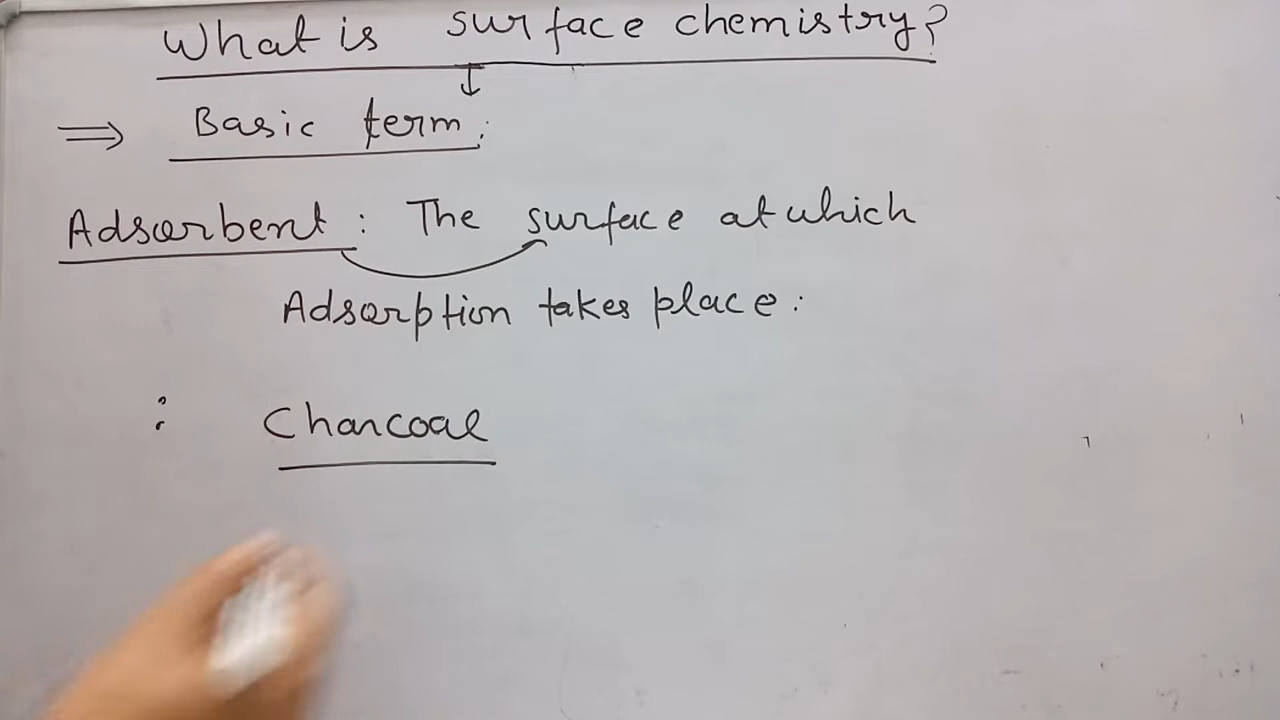 What is surface chemistry?
⇒ Basic term:
Adsorbent : The surface at which
Adsorption takes place :
: Charcoal